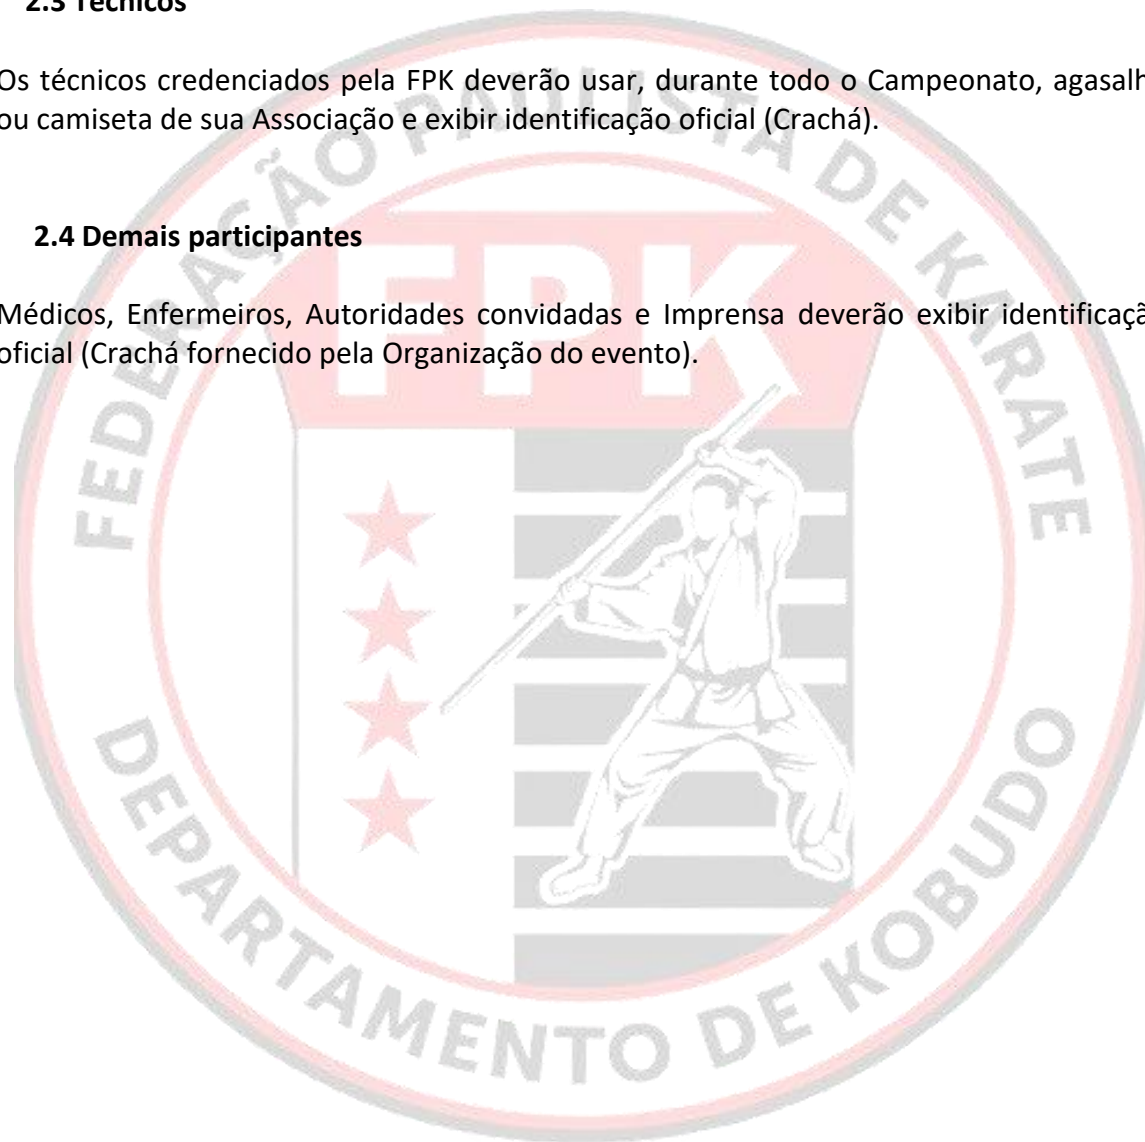 2.3 Técnicos
Os técnicos credenciados pela FPK deverão usar, durante todo o Campeonato, agasalh
ou camiseta de sua Associação e exibir identificação oficial (Crachá).
2.4 Demais participantes
Médicos, Enfermeiros, Autoridades convidadas e Imprensa deverão exibir identificaçã
oficial (Crachá fornecido pela Organização do evento).
FEDERAÇÃO PAULISTA DE KARATE
FPK
DEPARTAMENTO DE KOBUDO